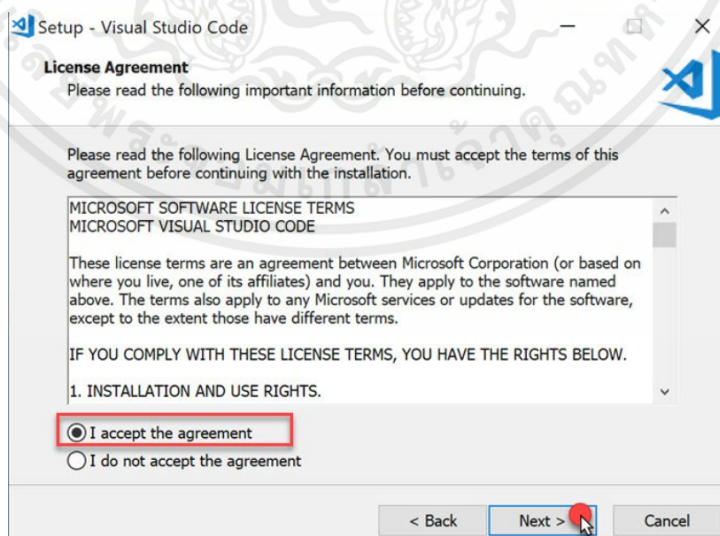 Setup - Visual Studio Code
License Agreement
Please read the following important information before continuing.
Please read the following License Agreement. You must accept the terms of this
agreement before continuing with the installation.
MICROSOFT SOFTWARE LICENSE TERMS
MICROSOFT VISUAL STUDIO CODE
These license terms are an agreement between Microsoft Corporation (or based on
where you live, one of its affiliates) and you. They apply to the software named
above. The terms also apply to any Microsoft services or updates for the software,
except to the extent those have different terms.
IF YOU COMPLY WITH THESE LICENSE TERMS, YOU HAVE THE RIGHTS BELOW.
1. INSTALLATION AND USE RIGHTS.
I accept the agreement
I do not accept the agreement
< Back
Next >
Cancel